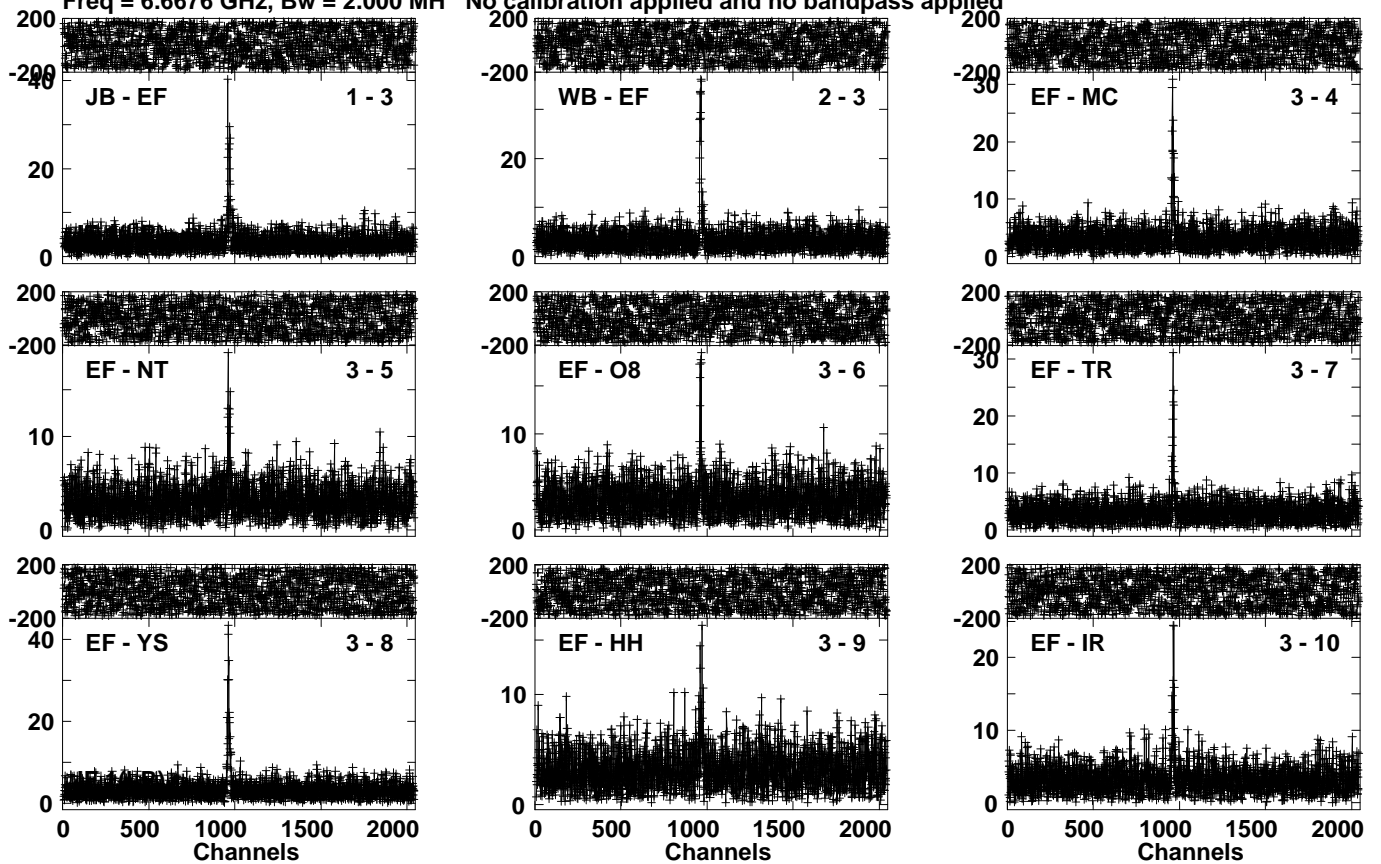 Freq = 6.6676 GHz, Bw = 2.000 MH No calibration applied and no bandpass applied
200 200 200
-200 -200 -200
40 30
JB - EF 1 - 3 WB - EF 2 - 3 EF - MC 3 - 4
20 20 20
10
0 0 0
200 200 200
-200 -200 -200
30
EF - NT 3 - 5 EF - O8 3 - 6 EF - TR 3 - 7
20
10 10 10
0 0 0
200 200 200
-200 -200 -200
40
EF - YS 3 - 8 EF - HH 3 - 9 EF - IR 3 - 10
20 10 20
10
0 0 0
0 500 1000 1500 2000 0 500 1000 1500 2000 0 500 1000 1500 2000
Channels Channels Channels